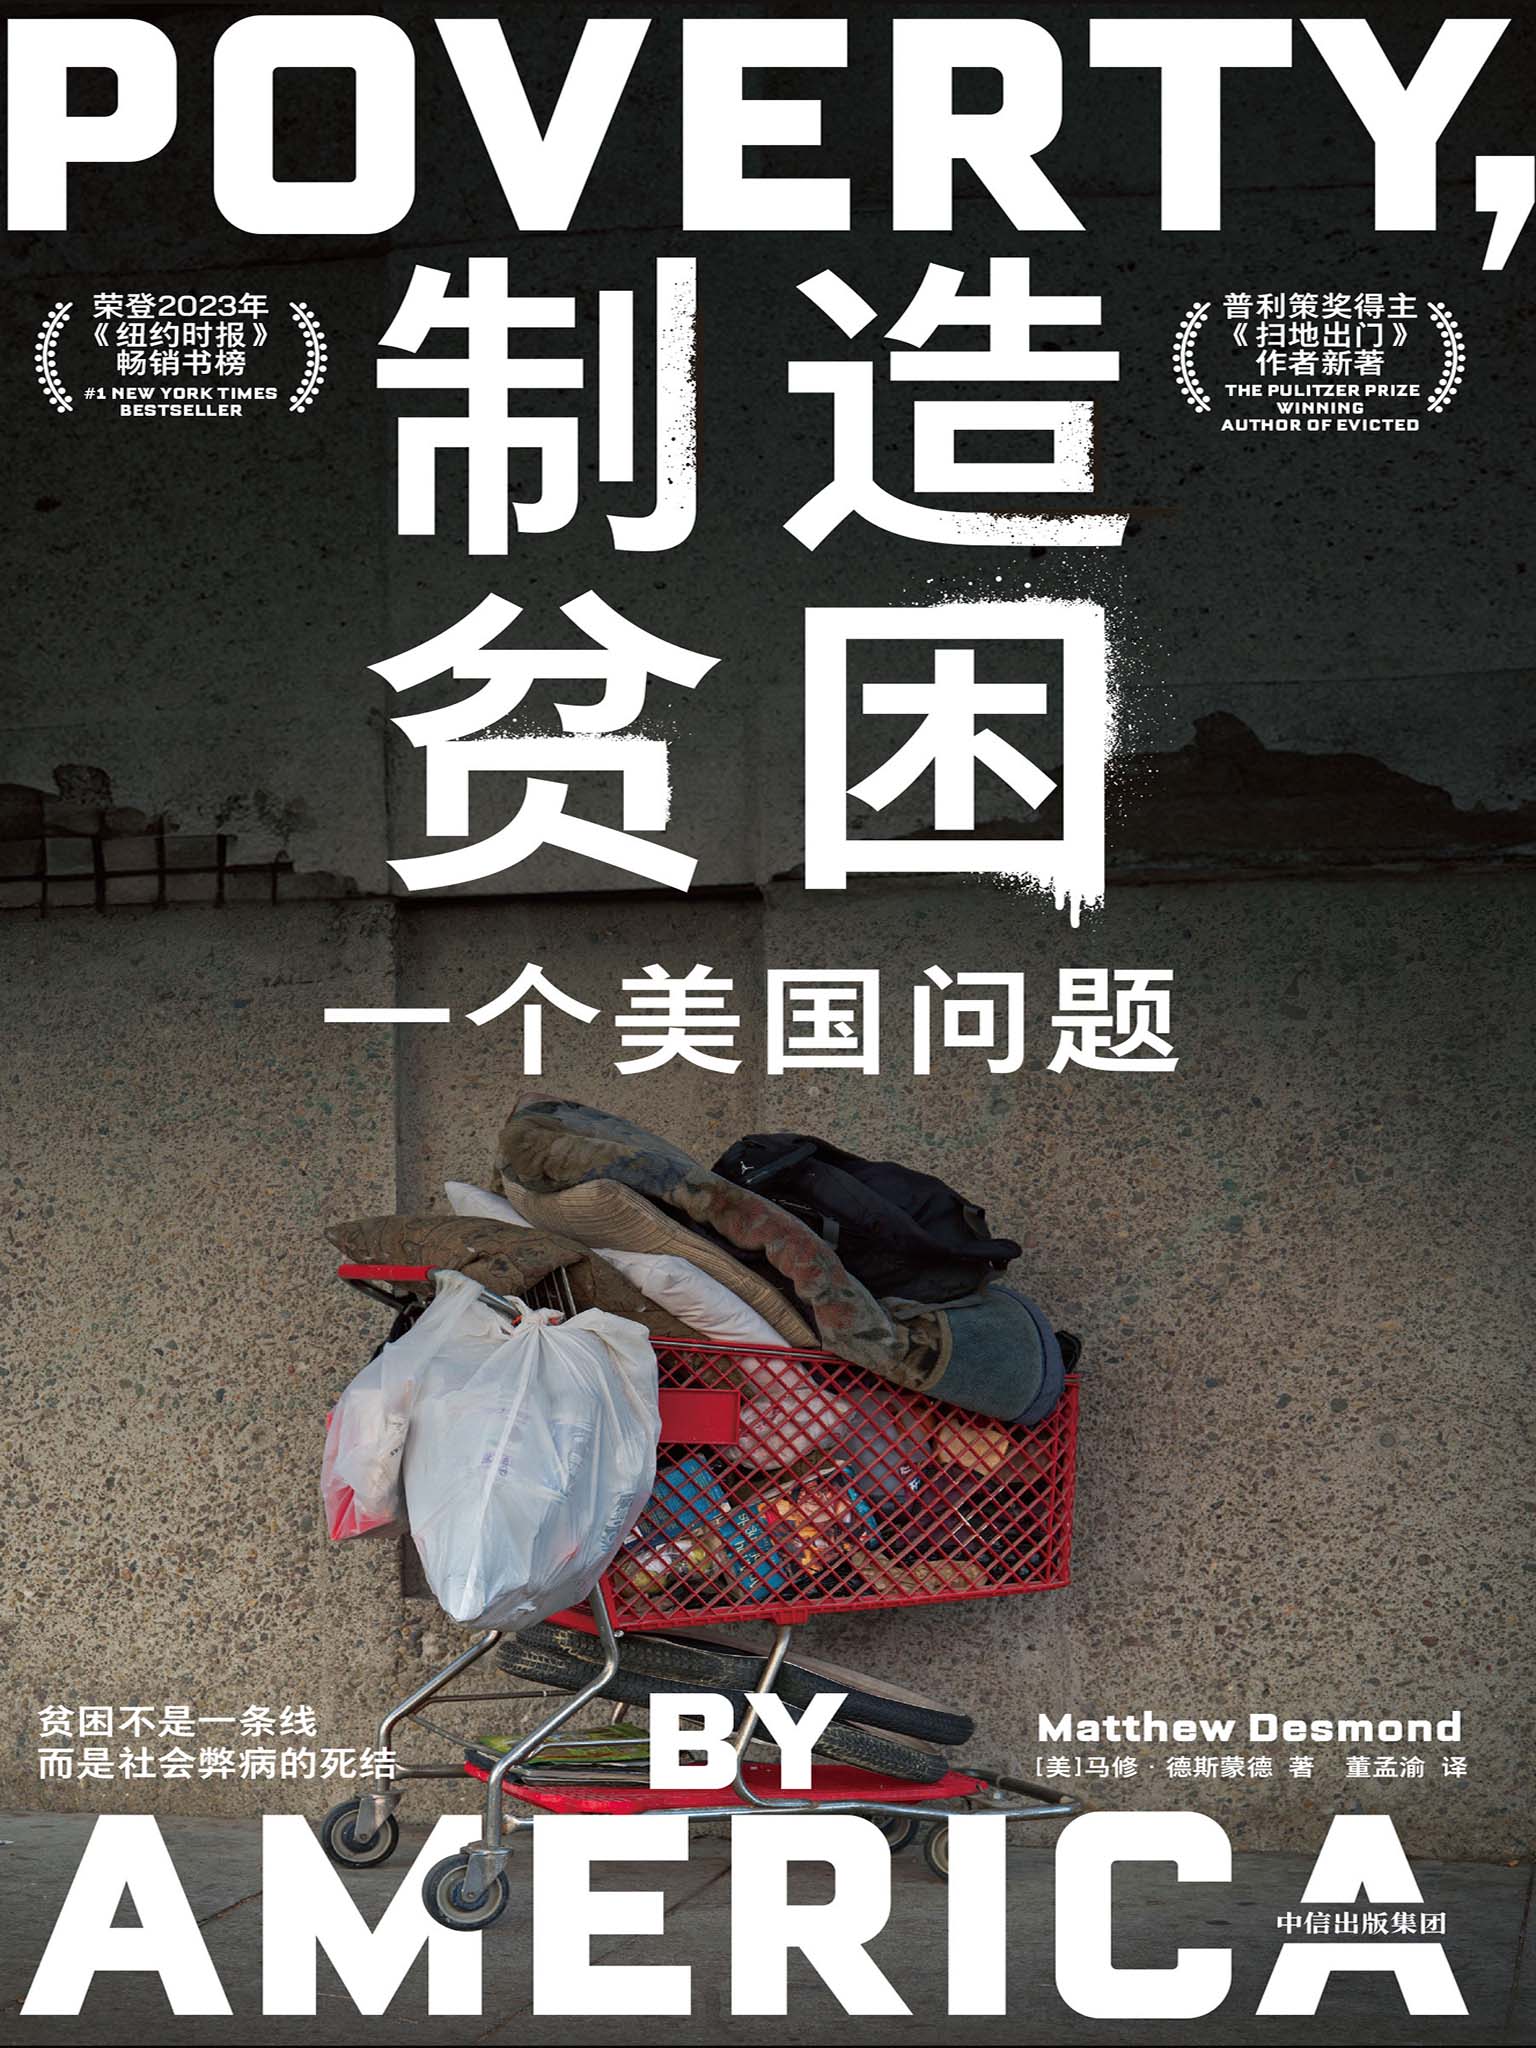 POVERTY,
制造
贫困
一个美国问题
荣登2023年
《纽约时报》
畅销书榜
#1 NEW YORK TIMES
BESTSELLER
普利策奖得主
《扫地出门》
作者新著
THE PULITZER PRIZE
WINNING
AUTHOR OF EVICTED
贫困不是一条线
而是社会弊病的死结
BY
Matthew Desmond
[美]马修·德斯蒙德 著 董孟渝 译
AMERICA
中信出版集团